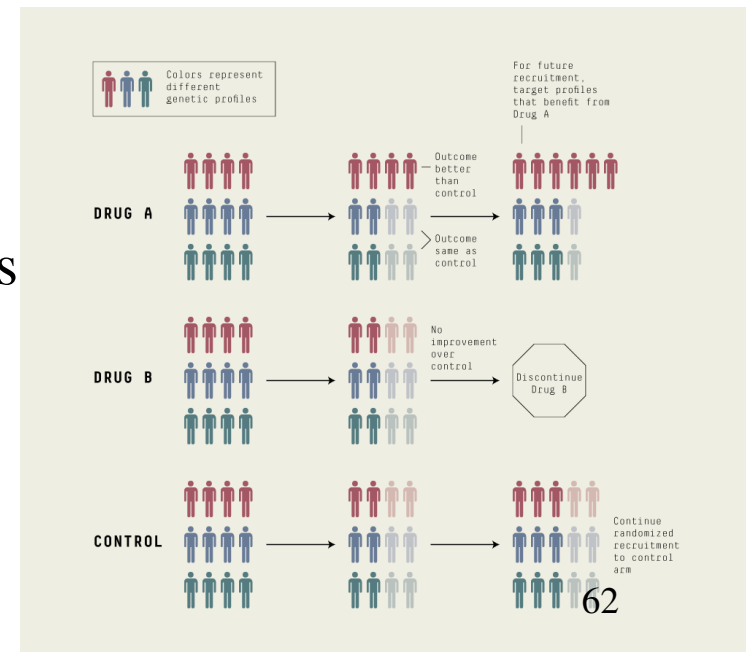 Colors represent
different
genetic profiles
For future
recruitment,
target profiles
that benefit from
Drug A
Outcome
better
than
control
DRUG A
Outcome
same as
control
S
No
improvement
over
control
DRUG B
Discontinue
Drug B
CONTROL
Continue
randomized
recruitment
to control
arm
62